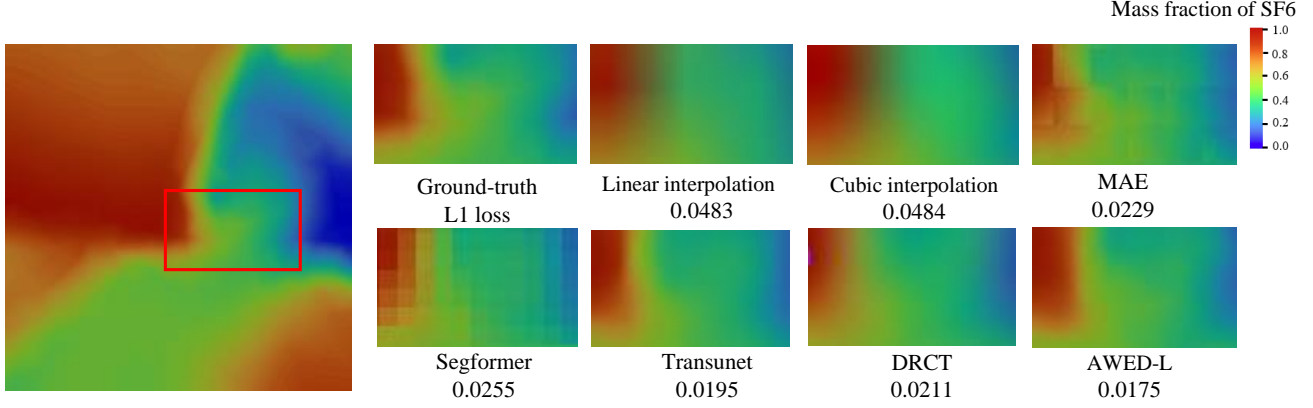 Mass fraction of SF6
1.0
0.8
0.6
0.4
0.2
0.0
Ground-truth
L1 loss
Linear interpolation
0.0483
Cubic interpolation
0.0484
MAE
0.0229
Segformer
0.0255
Transunet
0.0195
DRCT
0.0211
AWED-L
0.0175